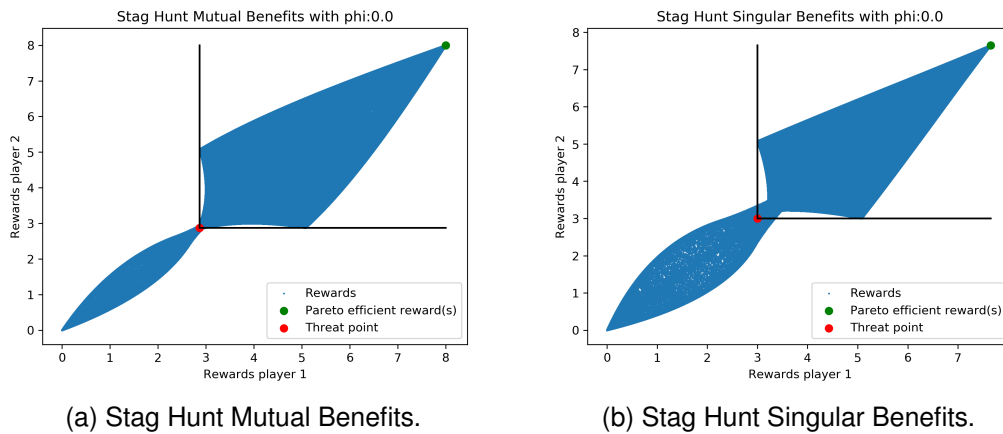 Stag Hunt Mutual Benefits with phi:0.0
8
7
6
5
4
3
2
1
0
Rewards player 2
0 1 2 3 4 5 6 7 8
Rewards player 1
Rewards
Pareto efficient reward(s)
Threat point
(a) Stag Hunt Mutual Benefits.
Stag Hunt Singular Benefits with phi:0.0
8
7
6
5
4
3
2
1
0
Rewards player 2
0 1 2 3 4 5 6 7
Rewards player 1
Rewards
Pareto efficient reward(s)
Threat point
(b) Stag Hunt Singular Benefits.